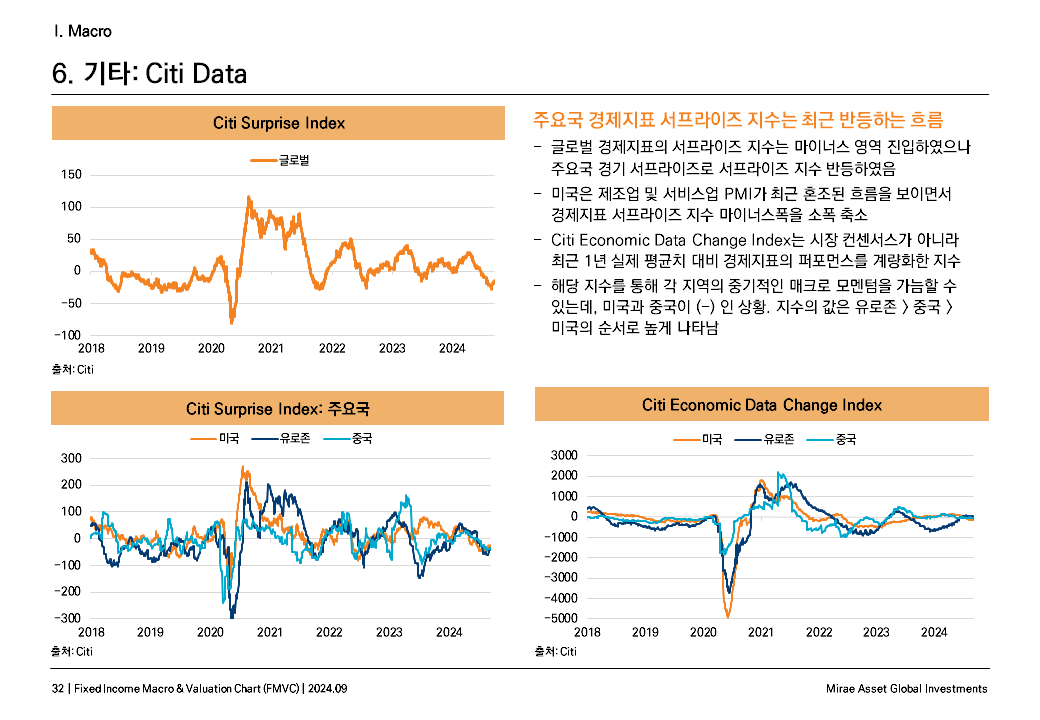 I. Macro
6. 기타: Citi Data
Citi Surprise Index
글로벌
150
100
50
0
-50
-100
2018 2019 2020 2021 2022 2023 2024
출처: Citi
주요국 경제지표 서프라이즈 지수는 최근 반등하는 흐름
- 글로벌 경제지표의 서프라이즈 지수는 마이너스 영역 진입하였으나
주요국 경기 서프라이즈로 서프라이즈 지수 반등하였음
- 미국은 제조업 및 서비스업 PMI가 최근 혼조된 흐름을 보이면서
경제지표 서프라이즈 지수 마이너스폭을 소폭 축소
- Citi Economic Data Change Index는 시장 컨센서스가 아니라
최근 1년 실제 평균치 대비 경제지표의 퍼포먼스를 계량화한 지수
- 해당 지수를 통해 각 지역의 중기적인 매크로 모멘텀을 가늠할 수
있는데, 미국과 중국이 (-) 인 상황. 지수의 값은 유로존 > 중국 >
미국의 순서로 높게 나타남
Citi Surprise Index: 주요국
미국 유로존 중국
300
200
100
0
-100
-200
-300
2018 2019 2020 2021 2022 2023 2024
출처: Citi
Citi Economic Data Change Index
미국 유로존 중국
3000
2000
1000
0
-1000
-2000
-3000
-4000
-5000
2018 2019 2020 2021 2022 2023 2024
출처: Citi
32 | Fixed Income Macro & Valuation Chart (FMVC) | 2024.09
Mirae Asset Global Investments